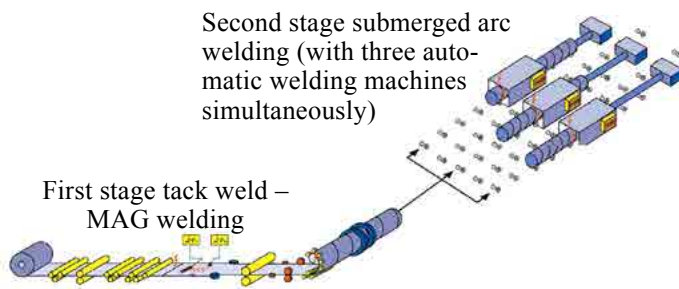 Second stage submerged arc
welding (with three auto-
matic welding machines
simultaneously)
First stage tack weld –
MAG welding